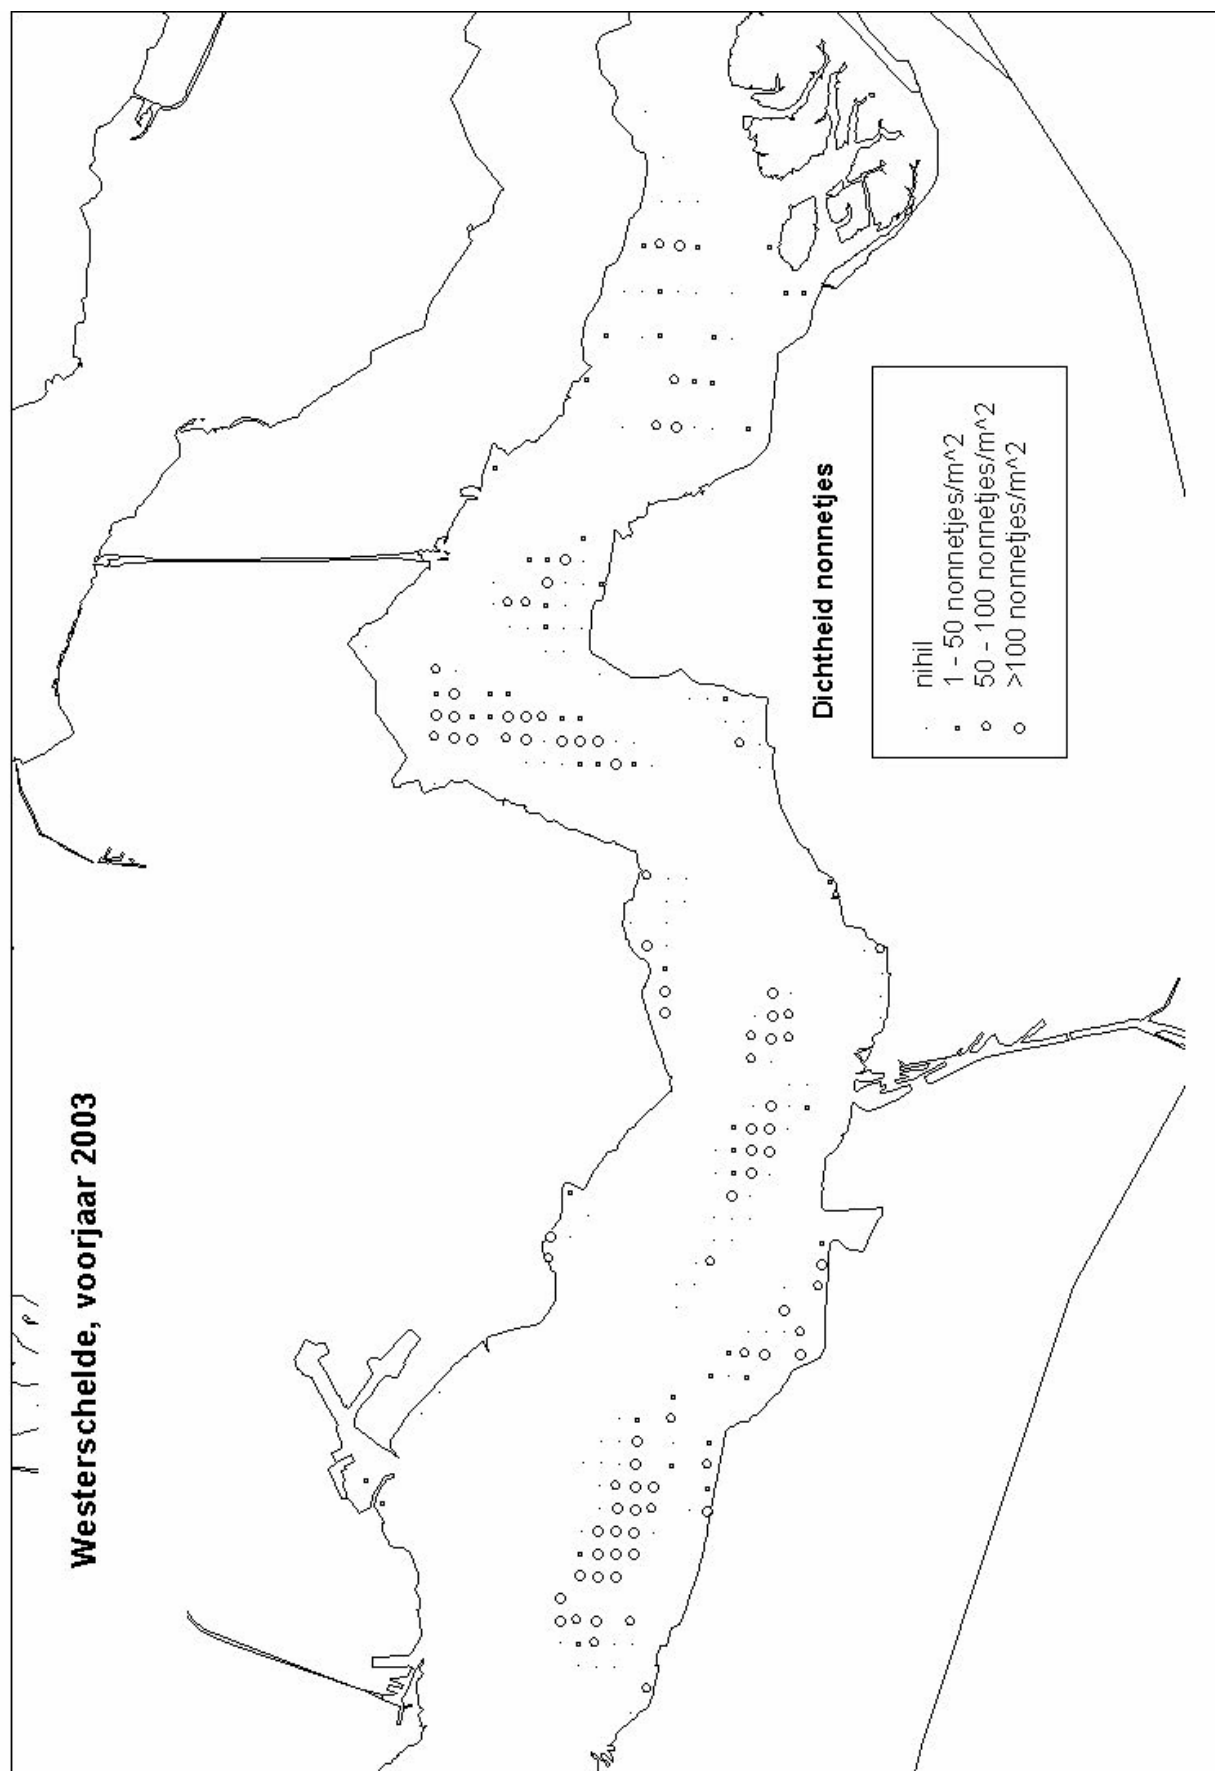 Westerschelde, voorjaar 2003
Dichtheid nonnetjes
nihil
1 - 50 nonnetjes/m^2
50 - 100 nonnetjes/m^2
>100 nonnetjes/m^2